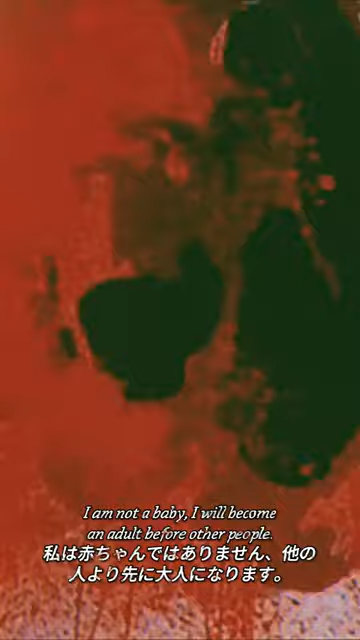 I am not a baby, I will become
an adult before other people.
私は赤ちゃんではありません、他の
人より先に大人になります。